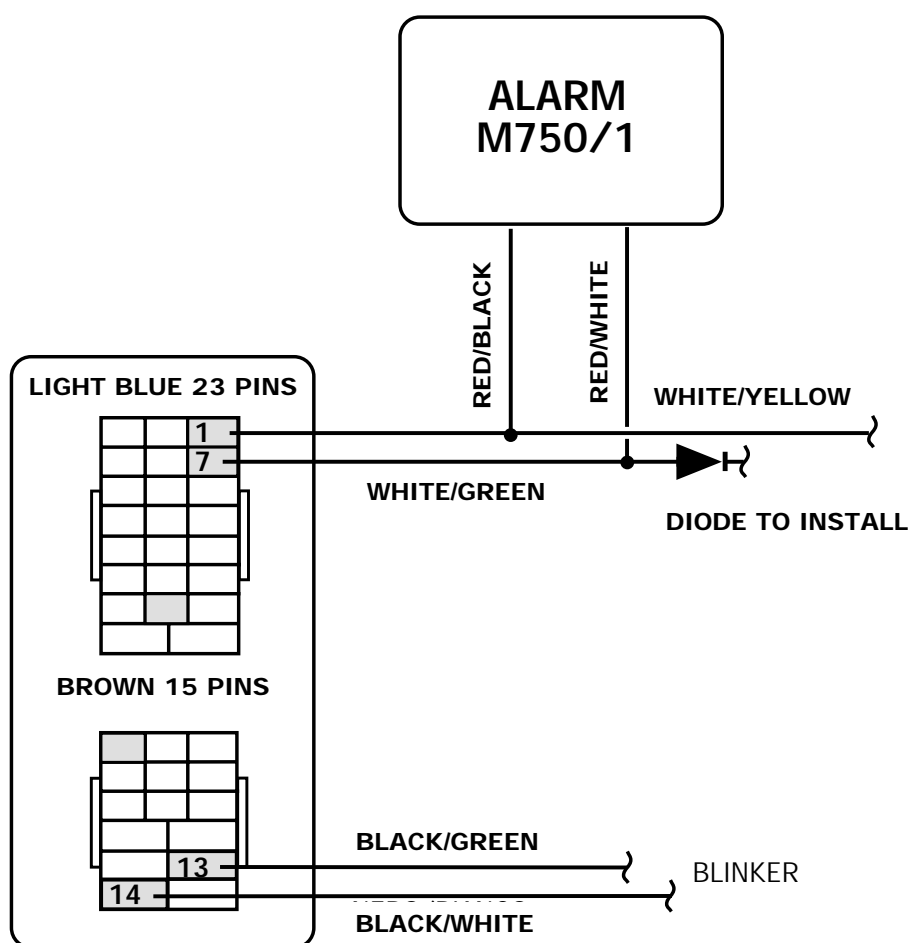 ALARM
M750/1
RED/BLACK
RED/WHITE
LIGHT BLUE 23 PINS
WHITE/YELLOW
1
7
WHITE/GREEN
DIODE TO INSTALL
BROWN 15 PINS
BLACK/GREEN
13
BLINKER
14
BLACK/WHITE